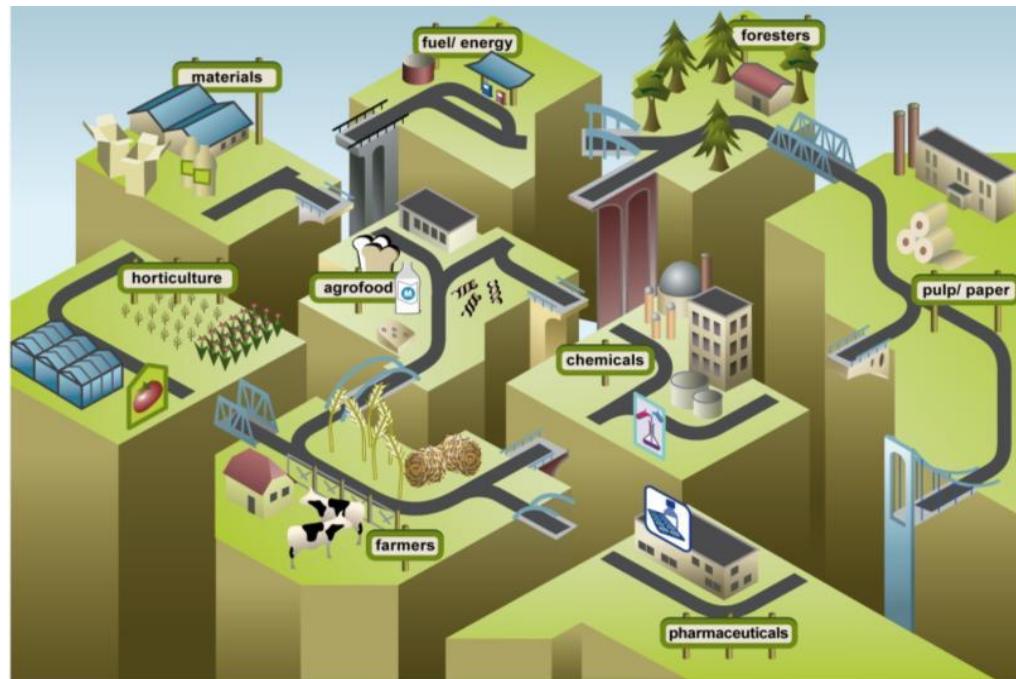 fuel/ energy
foresters
materials
horticulture
agrofood
M
pulp/ paper
chemicals
farmers
pharmaceuticals